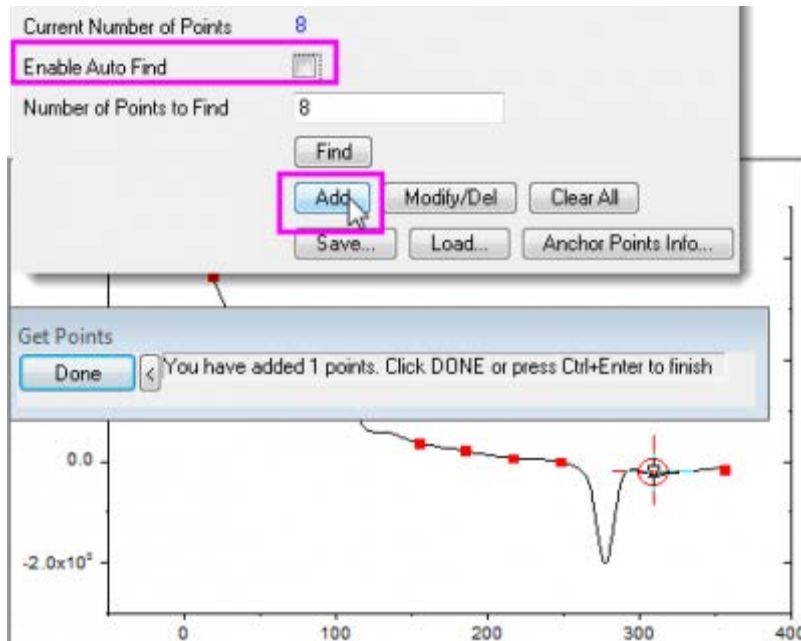 Current Number of Points 8
Enable Auto Find
Number of Points to Find 8
Find
Add Modify/Del Clear All
Save... Load... Anchor Points Info...
Get Points
Done < You have added 1 points. Click DONE or press Ctrl+Enter to finish
0.0
-2.0x10²
0 100 200 300 400